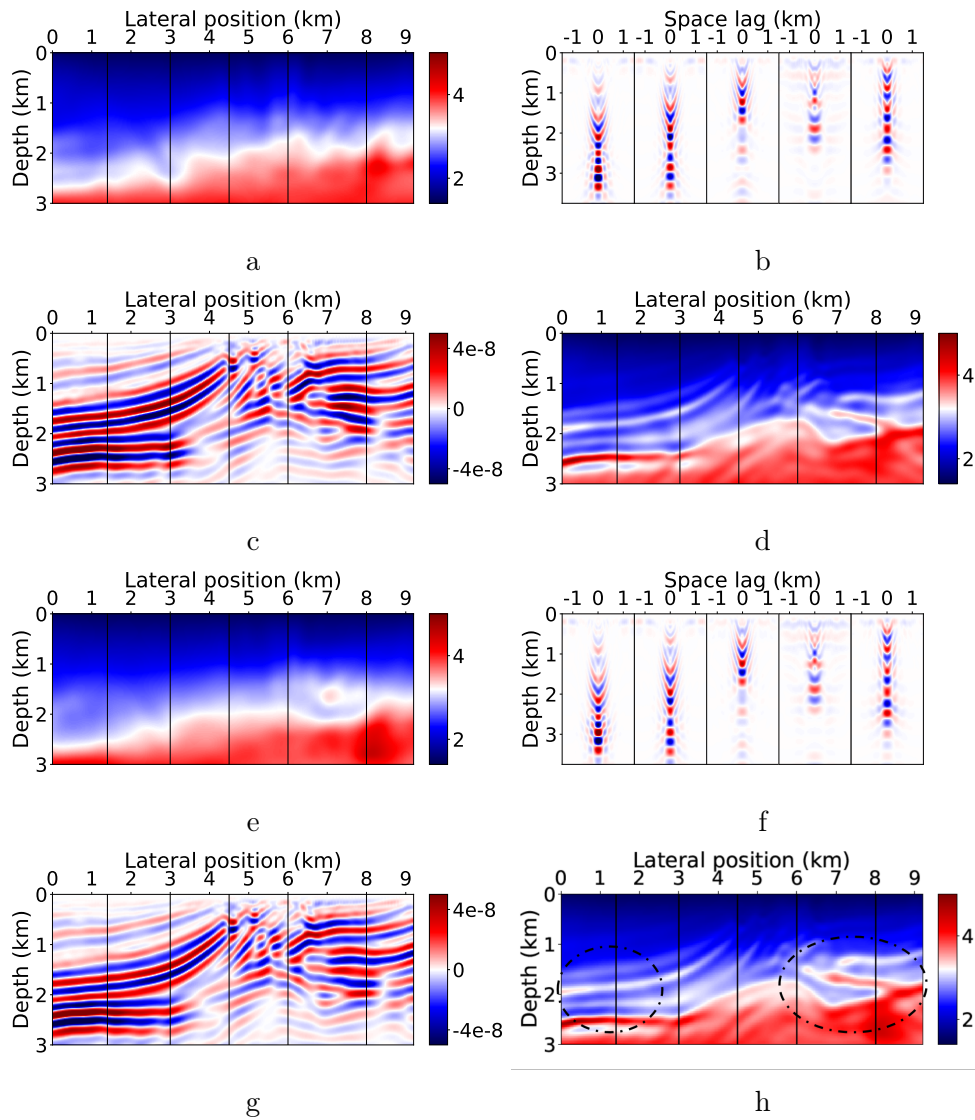 Lateral position (km)
0 1 2 3 4 5 6 7 8 9
Depth (km)
0
1
2
3
4
2
a
Space lag (km)
-1 0 1 -1 0 1 -1 0 1 -1 0 1 -1 0 1
Depth (km)
0
1
2
3
b
Lateral position (km)
0 1 2 3 4 5 6 7 8 9
Depth (km)
0
1
2
3
4e-8
0
-4e-8
c
Lateral position (km)
0 1 2 3 4 5 6 7 8 9
Depth (km)
0
1
2
3
4
2
d
Lateral position (km)
0 1 2 3 4 5 6 7 8 9
Depth (km)
0
1
2
3
4
2
e
Space lag (km)
-1 0 1 -1 0 1 -1 0 1 -1 0 1 -1 0 1
Depth (km)
0
1
2
3
f
Lateral position (km)
0 1 2 3 4 5 6 7 8 9
Depth (km)
0
1
2
3
4e-8
0
-4e-8
g
Lateral position (km)
0 1 2 3 4 5 6 7 8 9
Depth (km)
0
1
2
3
4
2
h